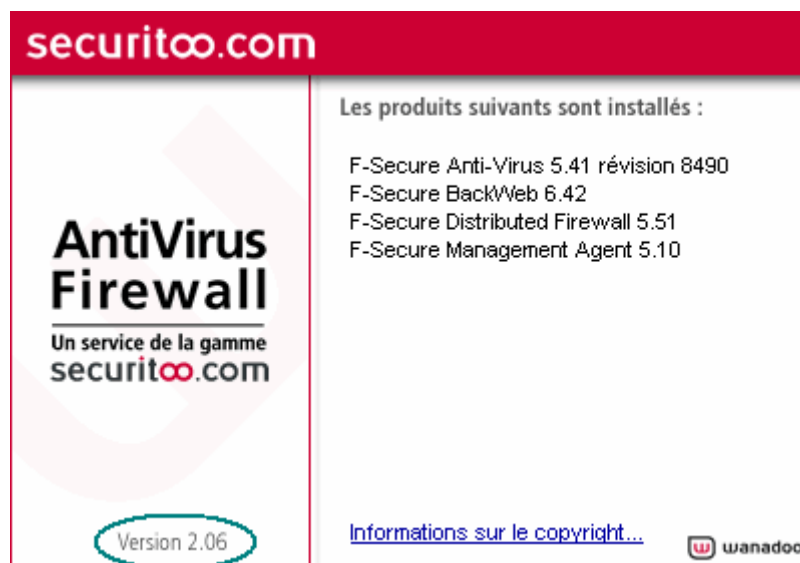 securitoo.com
Les produits suivants sont installés :
F-Secure Anti-Virus 5.41 révision 8490
F-Secure BackWeb 6.42
F-Secure Distributed Firewall 5.51
F-Secure Management Agent 5.10
AntiVirus
Firewall
Un service de la gamme
securitoo.com
Version 2.06
Informations sur le copyright...
wanadoo